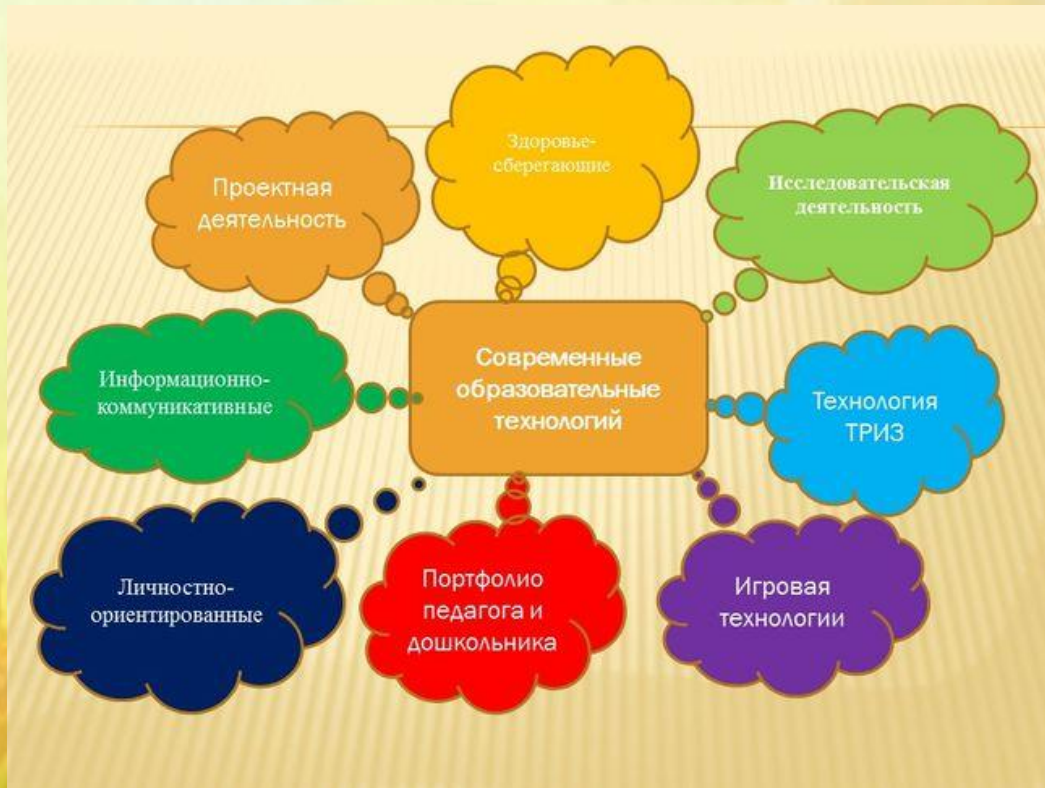 Здоровье-
сберегающие
Проектная
деятельность
Исследовательская
деятельность
Современные
образовательные
технологий
Информационно-
коммуникативные
Технология
ТРИЗ
Личностно-
ориентированные
Портфолио
педагога и
дошкольника
Игровая
технологии